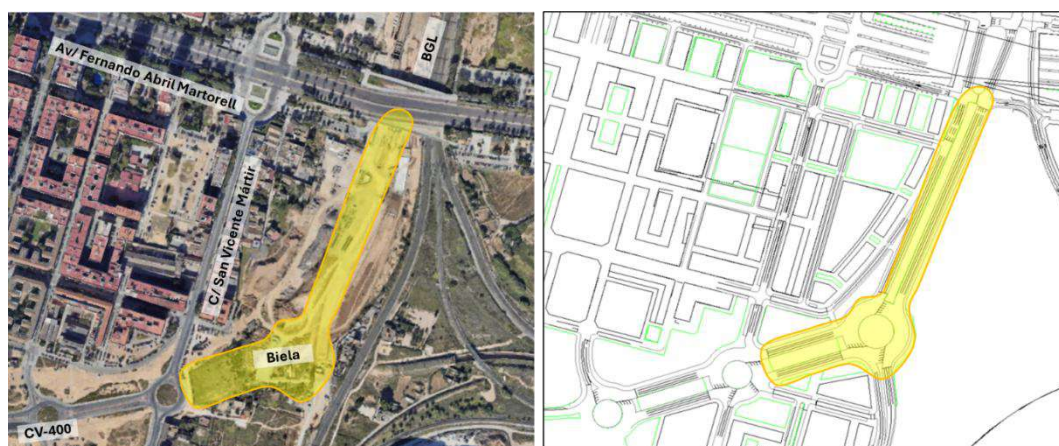 Av/ Fernando Abril Martorell
BGL
C/ San Vicente Mártir
Biela
CV-400